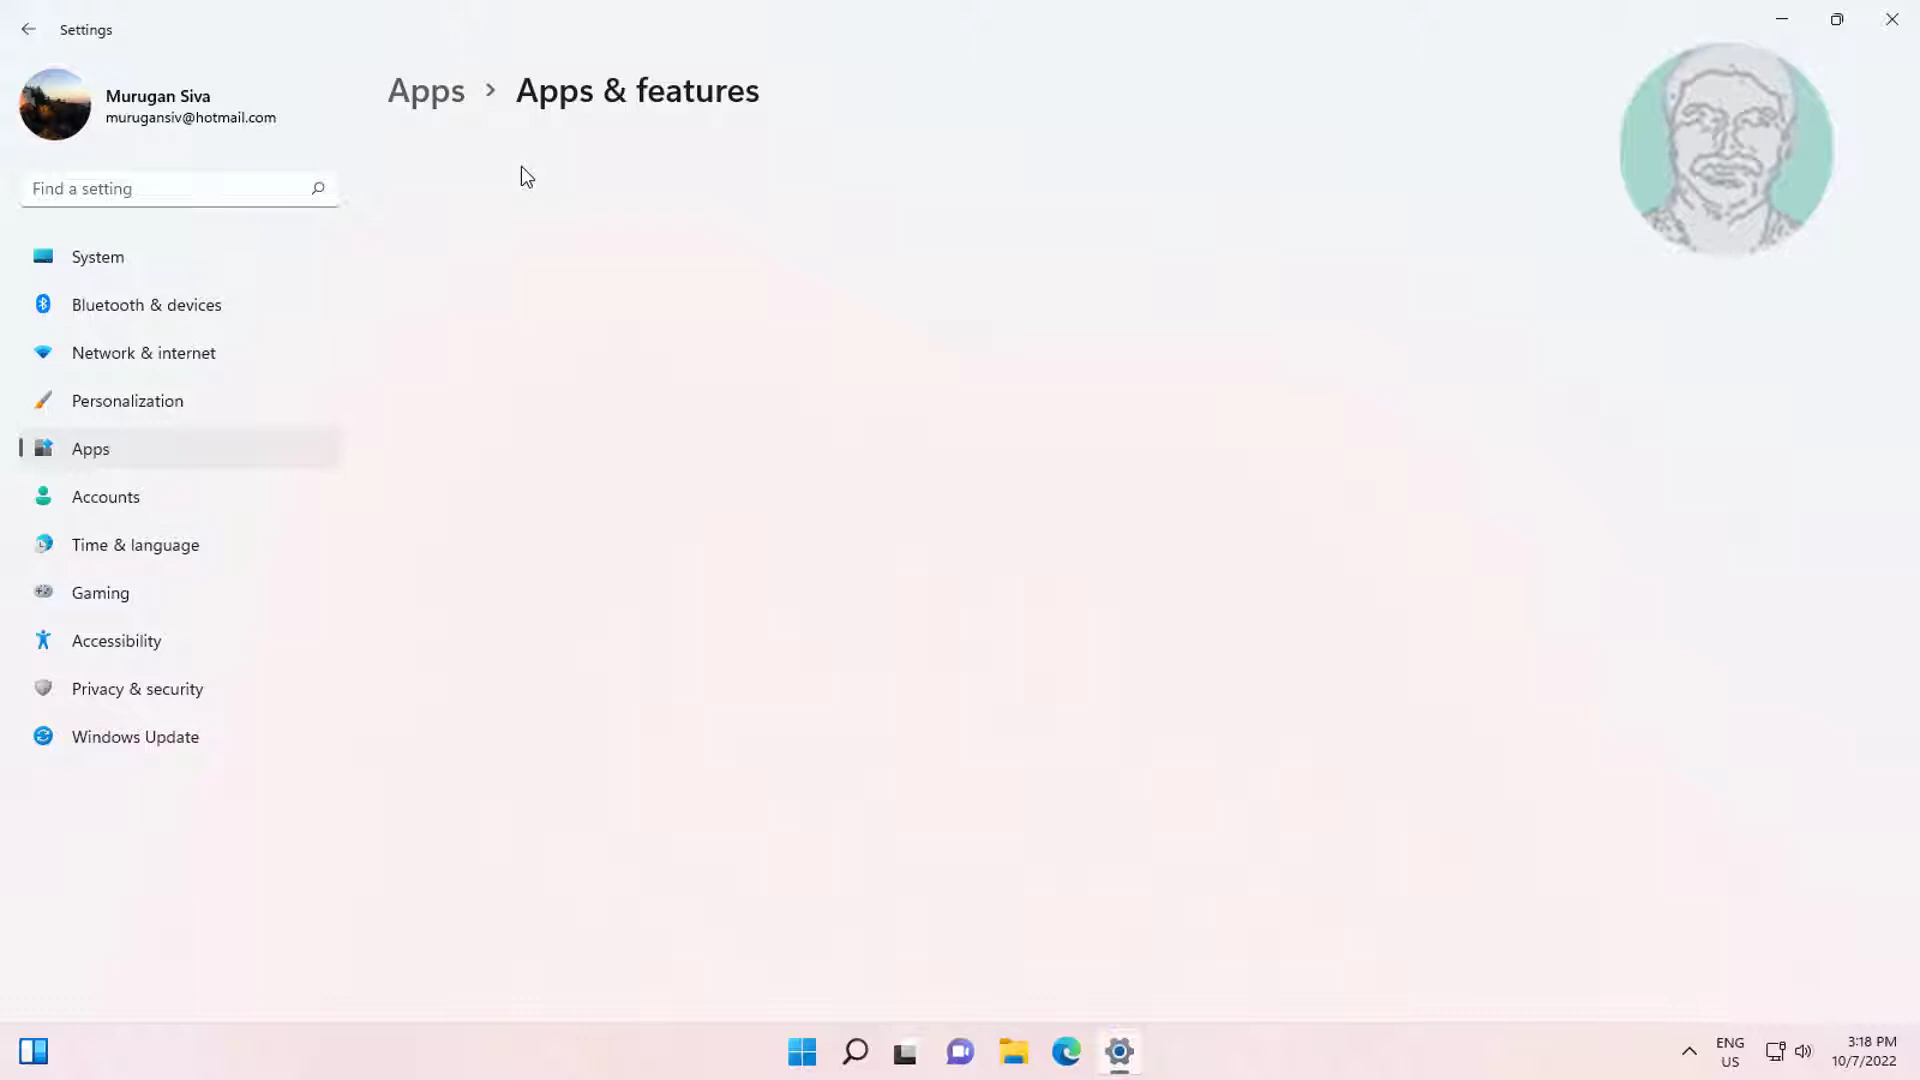 Settings
Murugan Siva
murugansiv@hotmail.com
Apps > Apps & features
Find a setting
System
Bluetooth & devices
Network & internet
Personalization
Apps
Accounts
Time & language
Gaming
Accessibility
Privacy & security
Windows Update
ENG
US
3:18 PM
10/7/2022